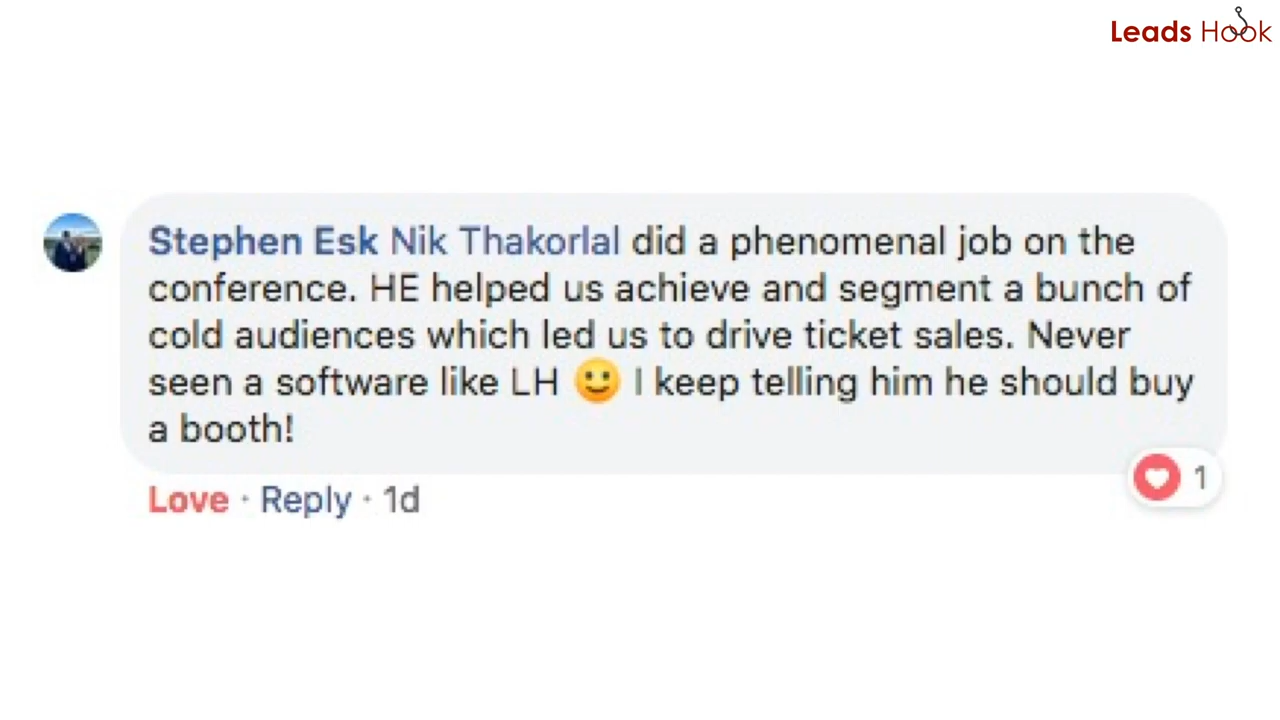 Leads Hook
Stephen Esk Nik Thakorlal did a phenomenal job on the
conference. HE helped us achieve and segment a bunch of
cold audiences which led us to drive ticket sales. Never
seen a software like LH 🙂 I keep telling him he should buy
a booth!
Love · Reply · 1d
1